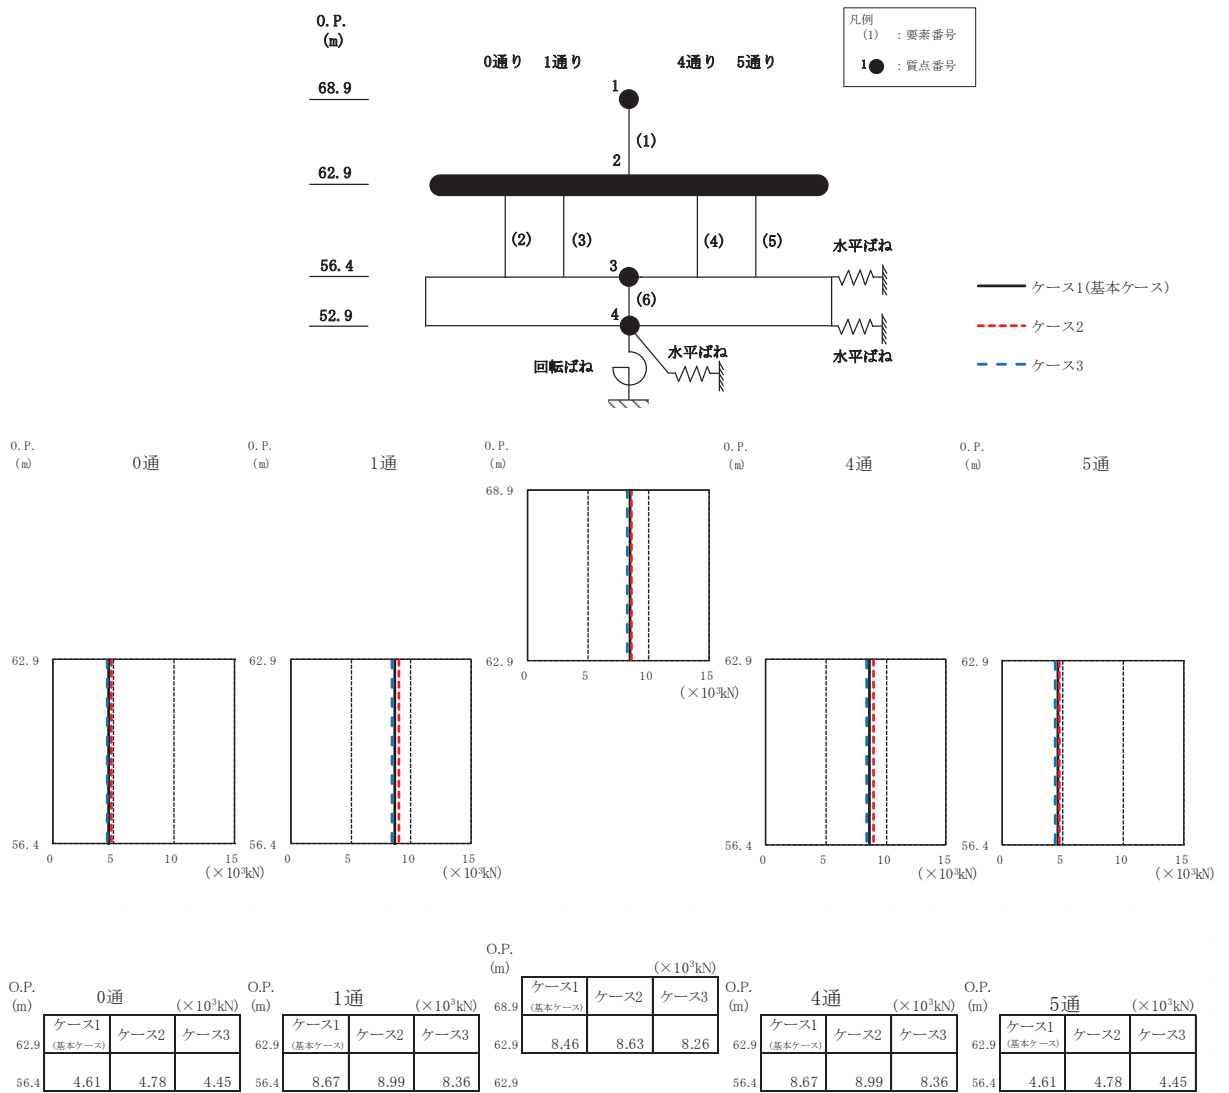 O.P.
(m)
0通り 1通り 4通り 5通り
68.9
62.9
56.4
52.9
1
(1)
2
(2) (3) (4) (5)
3
(6)
4
水平ばね
水平ばね
水平ばね
回転ばね
凡例
(1) :要素番号
1 :質点番号
ケース1(基本ケース)
ケース2
ケース3
O.P.
(m)
0通
62.9
56.4
0 5 10 15
(×10³kN)
O.P.
(m)
1通
62.9
56.4
0 5 10 15
(×10³kN)
O.P.
(m)
68.9
62.9
0 5 10 15
(×10³kN)
O.P.
(m)
4通
62.9
56.4
0 5 10 15
(×10³kN)
O.P.
(m)
5通
62.9
56.4
0 5 10 15
(×10³kN)
O.P.
(m) 0通 (×10³kN)
ケース1 ケース2 ケース3
(基本ケース)
62.9
56.4 4.61 4.78 4.45
O.P.
(m) 1通 (×10³kN)
ケース1 ケース2 ケース3
(基本ケース)
62.9
56.4 8.67 8.99 8.36
O.P.
(m) (×10³kN)
ケース1 ケース2 ケース3
(基本ケース)
68.9
62.9 8.46 8.63 8.26
62.9
O.P.
(m) 4通 (×10³kN)
ケース1 ケース2 ケース3
(基本ケース)
62.9
56.4 8.67 8.99 8.36
O.P.
(m) 5通 (×10³kN)
ケース1 ケース2 ケース3
(基本ケース)
62.9
56.4 4.61 4.78 4.45